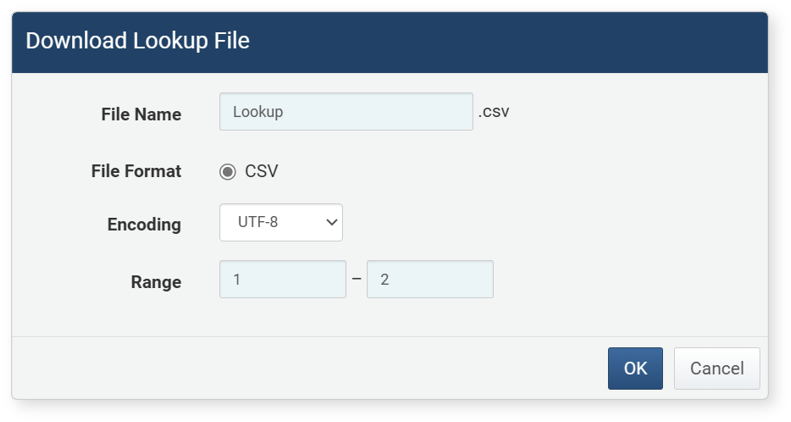 Download Lookup File
File Name Lookup .csv
File Format CSV
Encoding UTF-8
Range 1 – 2
OK Cancel